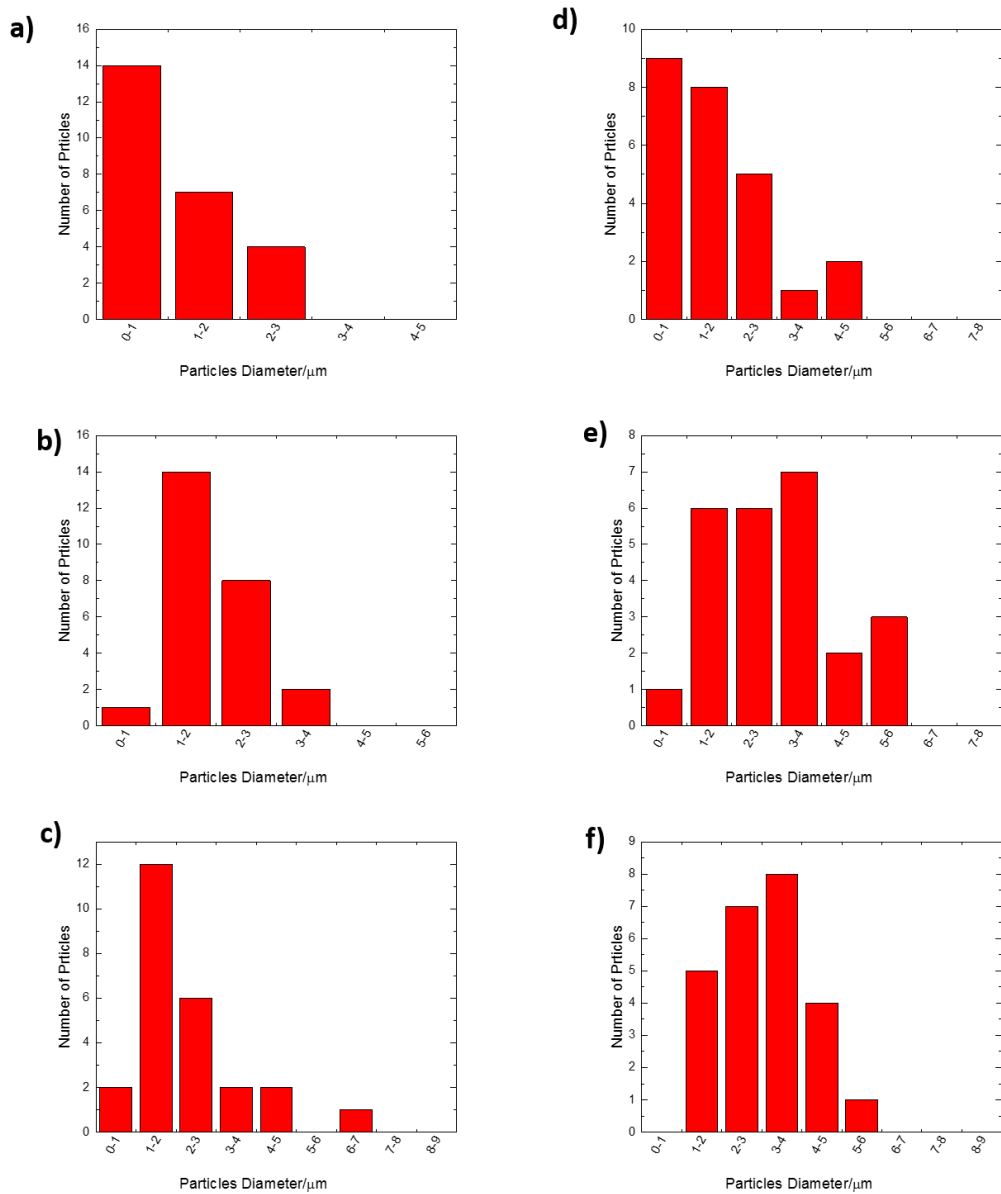 a)
16
14
12
10
8
6
4
2
0
Number of Prticles
0-1 1-2 2-3 3-4 4-5
Particles Diameter/μm
b)
16
14
12
10
8
6
4
2
0
Number of Prticles
0-1 1-2 2-3 3-4 4-5 5-6
Particles Diameter/μm
c)
12
10
8
6
4
2
0
Number of Prticles
0-1 1-2 2-3 3-4 4-5 5-6 6-7 7-8 8-9
Particles Diameter/μm
d)
10
8
6
4
2
0
Number of Prticles
0-1 1-2 2-3 3-4 4-5 5-6 6-7 7-8
Particles Diameter/μm
e)
8
7
6
5
4
3
2
1
0
Number of Prticles
0-1 1-2 2-3 3-4 4-5 5-6 6-7 7-8
Particles Diameter/μm
f)
9
8
7
6
5
4
3
2
1
0
Number of Prticles
0-1 1-2 2-3 3-4 4-5 5-6 6-7 7-8 8-9
Particles Diameter/μm